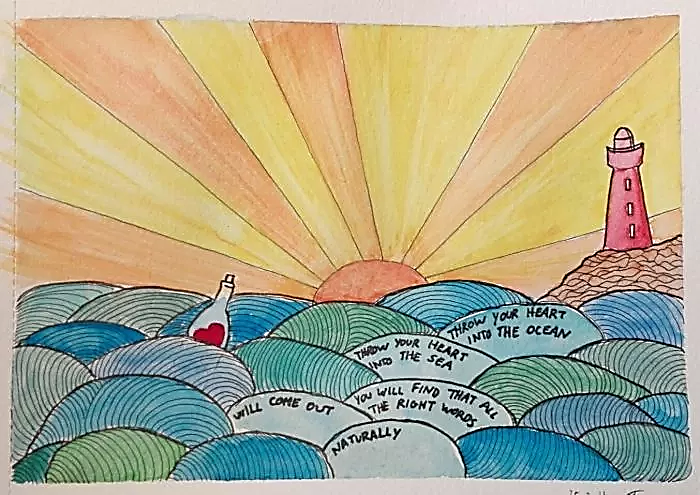 THROW YOUR HEART
INTO THE OCEAN
THROW YOUR HEART
INTO THE SEA
YOU WILL FIND THAT ALL
THE RIGHT WORDS
WILL COME OUT
NATURALLY